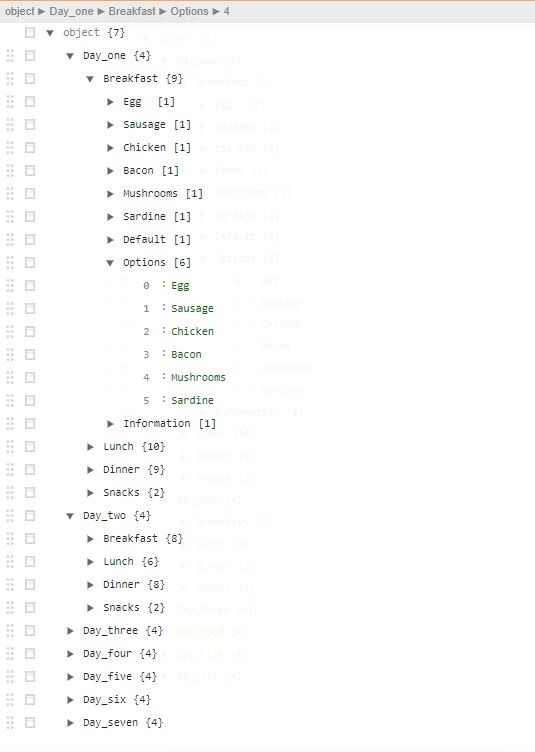 object ▶ Day_one ▶ Breakfast ▶ Options ▶ 4
object {7}
Day_one {4}
Breakfast {9}
Egg [1]
Sausage [1]
Chicken [1]
Bacon [1]
Mushrooms [1]
Sardine [1]
Default [1]
Options [6]
0 : Egg
1 : Sausage
2 : Chicken
3 : Bacon
4 : Mushrooms
5 : Sardine
Information [1]
Lunch {10}
Dinner {9}
Snacks {2}
Day_two {4}
Breakfast {8}
Lunch {6}
Dinner {8}
Snacks {2}
Day_three {4}
Day_four {4}
Day_five {4}
Day_six {4}
Day_seven {4}